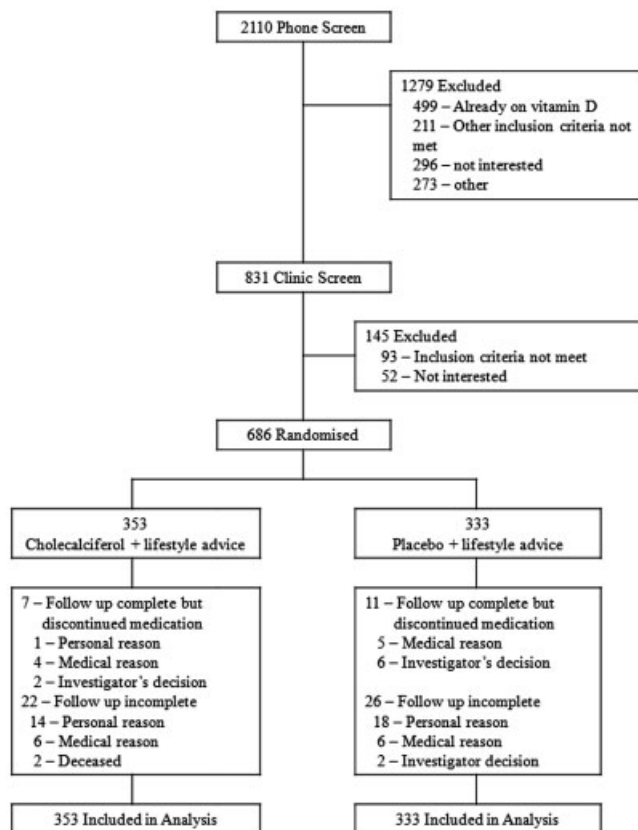 2110 Phone Screen
1279 Excluded
499 – Already on vitamin D
211 – Other inclusion criteria not
met
296 – not interested
273 – other
831 Clinic Screen
145 Excluded
93 – Inclusion criteria not meet
52 – Not interested
686 Randomised
353
Cholecalciferol + lifestyle advice
7 – Follow up complete but
discontinued medication
1 – Personal reason
4 – Medical reason
2 – Investigator's decision
22 – Follow up incomplete
14 – Personal reason
6 – Medical reason
2 – Deceased
353 Included in Analysis
333
Placebo + lifestyle advice
11 – Follow up complete but
discontinued medication
5 – Medical reason
6 – Investigator's decision
26 – Follow up incomplete
18 – Personal reason
6 – Medical reason
2 – Investigator decision
333 Included in Analysis